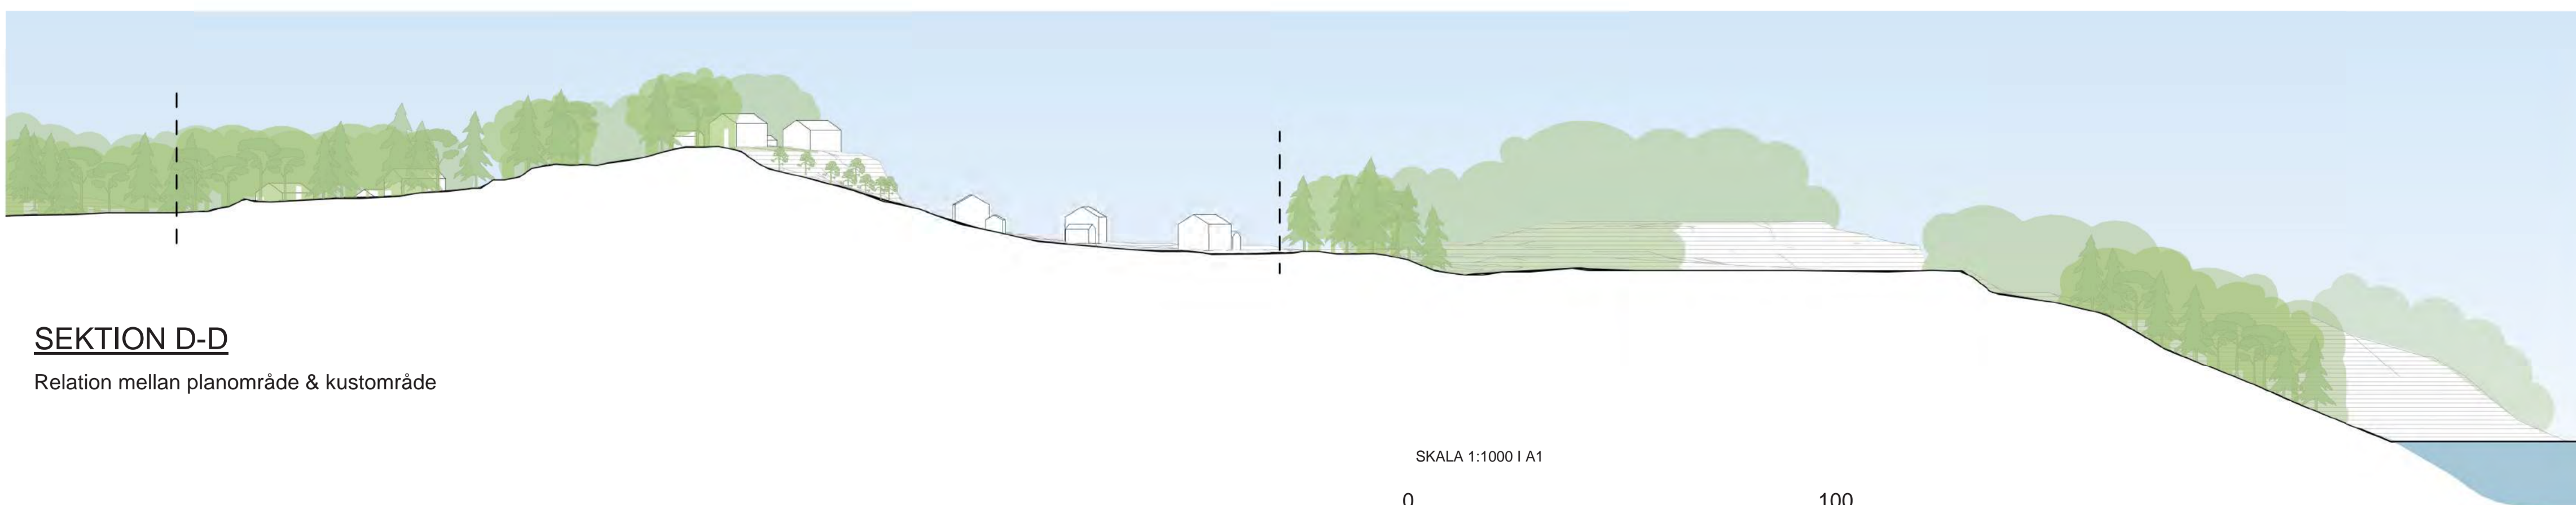 SEKTION D-D
Relation mellan planområde & kustområde
SKALA 1:1000 I A1
0 100